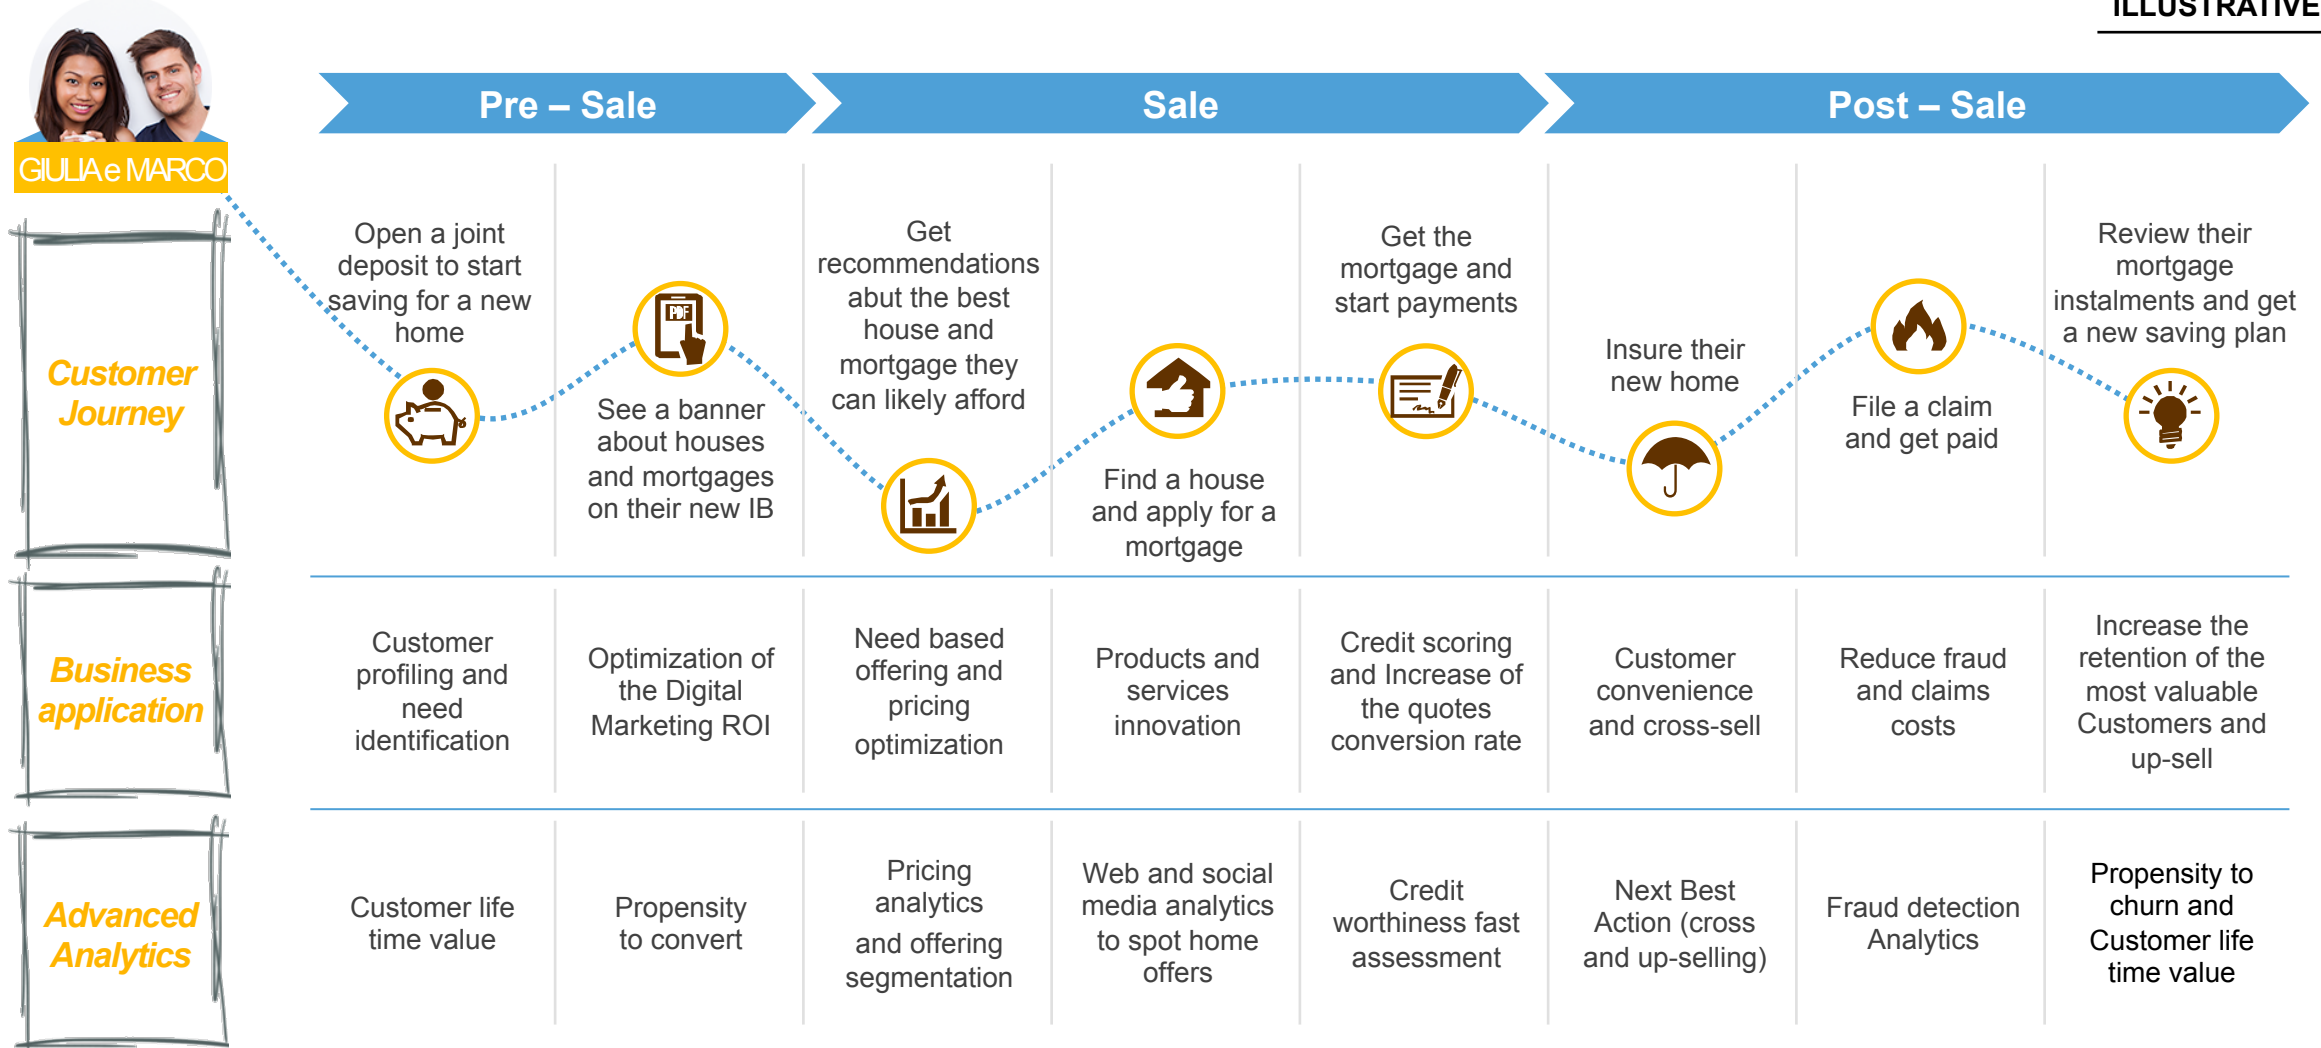 ILLUSTRATIVE
Pre – Sale
Sale
Post – Sale
GIULIA e MARCO
Customer
Journey
Open a joint
deposit to start
saving for a new
home
PDF
See a banner
about houses
and mortgages
on their new IB
Get
recommendations
abut the best
house and
mortgage they
can likely afford
Find a house
and apply for a
mortgage
Get the
mortgage and
start payments
Insure their
new home
File a claim
and get paid
Review their
mortgage
instalments and get
a new saving plan
Business
application
Customer
profiling and
need
identification
Optimization of
the Digital
Marketing ROI
Need based
offering and
pricing
optimization
Products and
services
innovation
Credit scoring
and Increase of
the quotes
conversion rate
Customer
convenience
and cross-sell
Reduce fraud
and claims
costs
Increase the
retention of the
most valuable
Customers and
up-sell
Advanced
Analytics
Customer life
time value
Propensity
to convert
Pricing
analytics
and offering
segmentation
Web and social
media analytics
to spot home
offers
Credit
worthiness fast
assessment
Next Best
Action (cross
and up-selling)
Fraud detection
Analytics
Propensity to
churn and
Customer life
time value